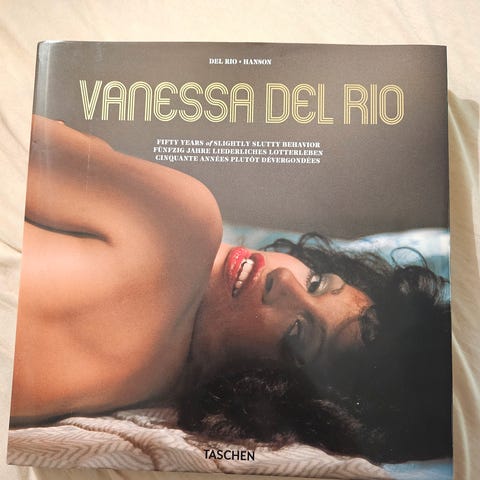 DEL RIO • HANSON
VANESSA DEL RIO
FIFTY YEARS of SLIGHTLY SLUTTY BEHAVIOR
FÜNFZIG JAHRE LIEDERLICHES LOTTERLEBEN
CINQUANTE ANNÉES PLUTÔT DÉVERGONDÉES
TASCHEN